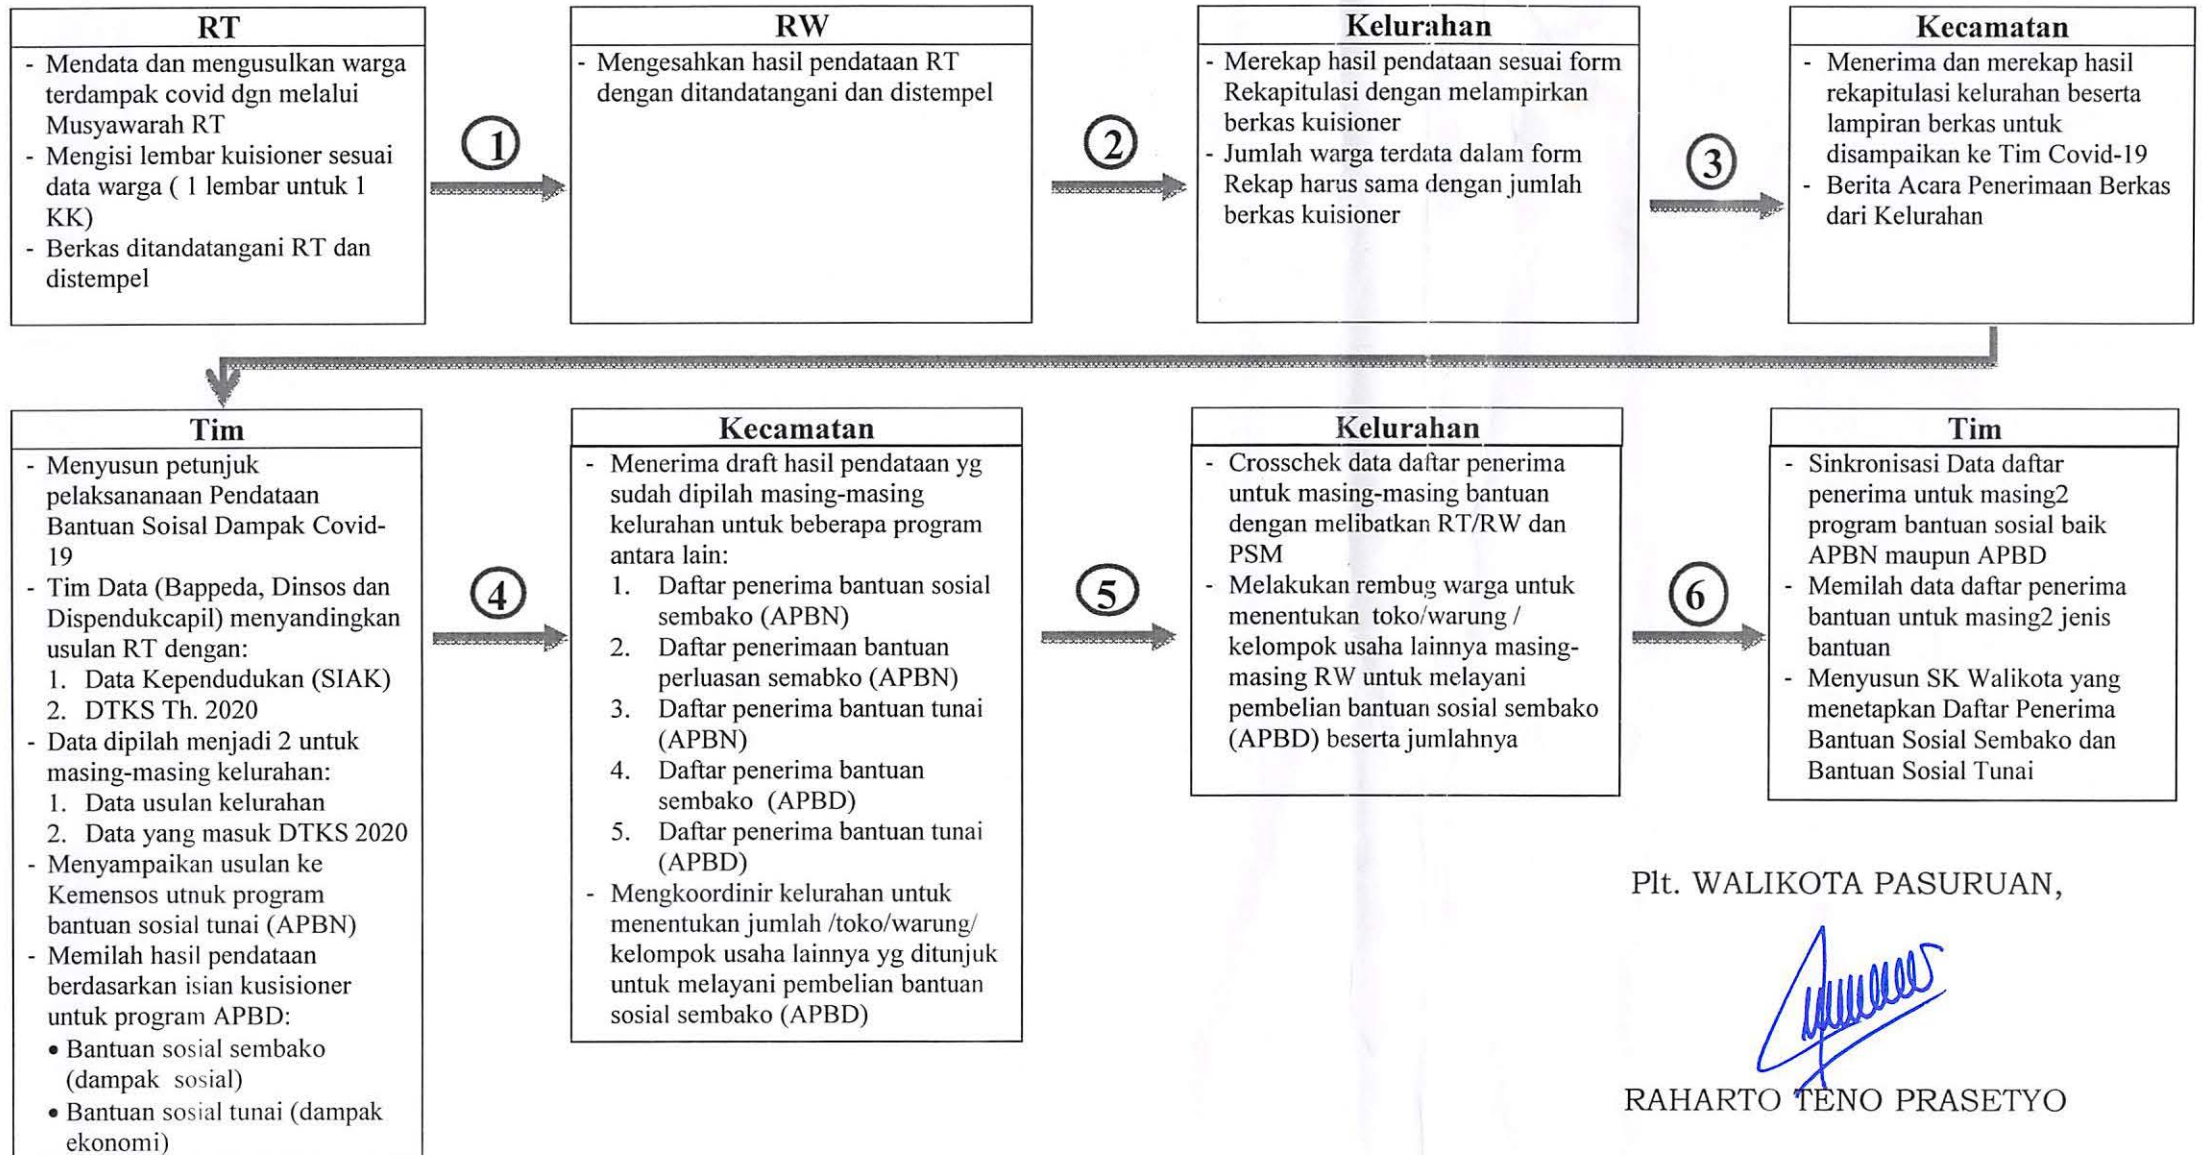 RT
- Mendata dan mengusulkan warga
terdampak covid dgn melalui
Musyawarah RT
- Mengisi lembar kuisioner sesuai
data warga ( 1 lembar untuk 1
KK)
- Berkas ditandatangani RT dan
distempel
1
RW
- Mengesahkan hasil pendataan RT
dengan ditandatangani dan distempel
2
Kelurahan
- Merekap hasil pendataan sesuai form
Rekapitulasi dengan melampirkan
berkas kuisioner
- Jumlah warga terdata dalam form
Rekap harus sama dengan jumlah
berkas kuisioner
3
Kecamatan
- Menerima dan merekap hasil
rekapitulasi kelurahan beserta
lampiran berkas untuk
disampaikan ke Tim Covid-19
- Berita Acara Penerimaan Berkas
dari Kelurahan
Tim
- Menyusun petunjuk
pelaksananaan Pendataan
Bantuan Soisal Dampak Covid-
19
- Tim Data (Bappeda, Dinsos dan
Dispendukcapil) menyandingkan
usulan RT dengan:
1. Data Kependudukan (SIAK)
2. DTKS Th. 2020
- Data dipilah menjadi 2 untuk
masing-masing kelurahan:
1. Data usulan kelurahan
2. Data yang masuk DTKS 2020
- Menyampaikan usulan ke
Kemensos utnuk program
bantuan sosial tunai (APBN)
- Memilah hasil pendataan
berdasarkan isian kusisioner
untuk program APBD:
• Bantuan sosial sembako
(dampak sosial)
• Bantuan sosial tunai (dampak
ekonomi)
4
Kecamatan
- Menerima draft hasil pendataan yg
sudah dipilah masing-masing
kelurahan untuk beberapa program
antara lain:
1. Daftar penerima bantuan sosial
sembako (APBN)
2. Daftar penerimaan bantuan
perluasan semabko (APBN)
3. Daftar penerima bantuan tunai
(APBN)
4. Daftar penerima bantuan
sembako (APBD)
5. Daftar penerima bantuan tunai
(APBD)
- Mengkoordinir kelurahan untuk
menentukan jumlah /toko/warung/
kelompok usaha lainnya yg ditunjuk
untuk melayani pembelian bantuan
sosial sembako (APBD)
5
Kelurahan
- Crosschek data daftar penerima
untuk masing-masing bantuan
dengan melibatkan RT/RW dan
PSM
- Melakukan rembug warga untuk
menentukan toko/warung /
kelompok usaha lainnya masing-
masing RW untuk melayani
pembelian bantuan sosial sembako
(APBD) beserta jumlahnya
6
Tim
- Sinkronisasi Data daftar
penerima untuk masing2
program bantuan sosial baik
APBN maupun APBD
- Memilah data daftar penerima
bantuan untuk masing2 jenis
bantuan
- Menyusun SK Walikota yang
menetapkan Daftar Penerima
Bantuan Sosial Sembako dan
Bantuan Sosial Tunai
Plt. WALIKOTA PASURUAN,
RAHARTO TENO PRASETYO